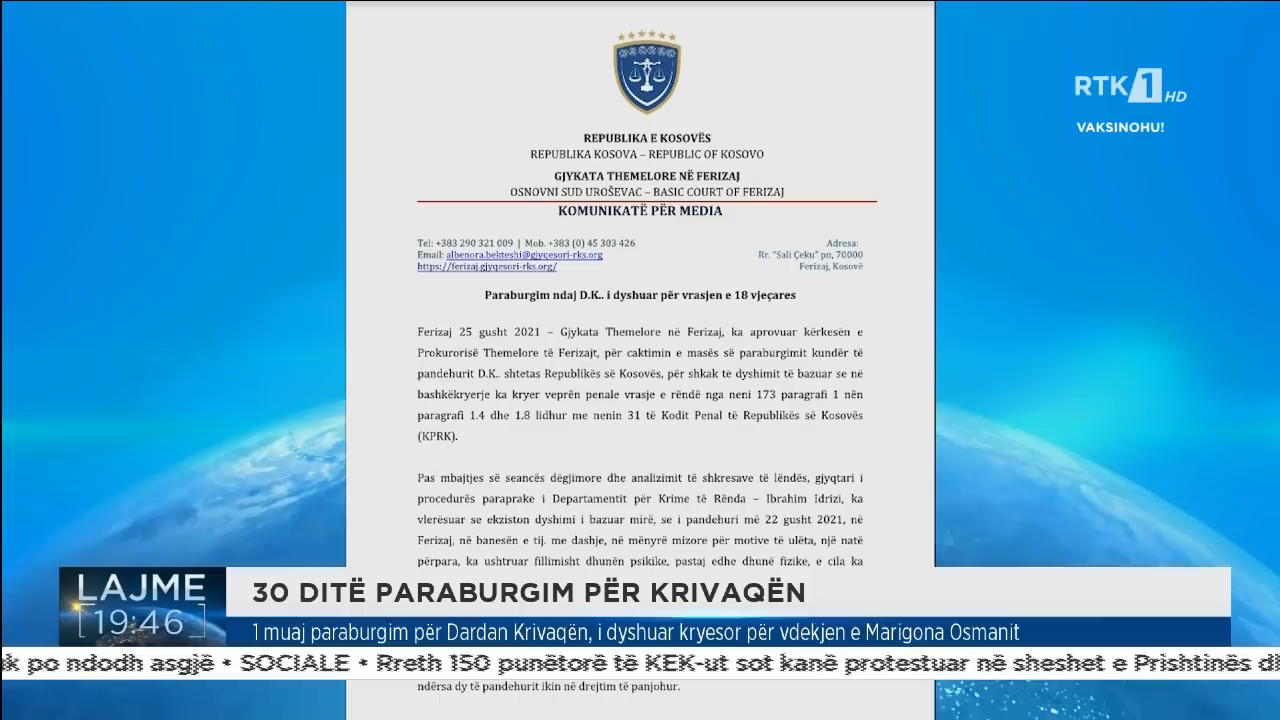 REPUBLIKA E KOSOVËS
REPUBLIKA KOSOVA – REPUBLIC OF KOSOVO
GJYKATA THEMELORE NË FERIZAJ
OSNOVNI SUD UROŠEVAC – BASIC COURT OF FERIZAJ
KOMUNIKATË PËR MEDIA
Tel: +383 290 321 009 | Mob. +383 (0) 45 303 426
Email: albenora.bekteshi@gjyqesori-rks.org
https://ferizaj.gjyqesori-rks.org/
Adresa:
Rr. "Sali Çeku" pn, 70000
Ferizaj, Kosovë
Paraburgim ndaj D.K.. i dyshuar për vrasjen e 18 vjeçares
Ferizaj 25 gusht 2021 – Gjykata Themelore në Ferizaj, ka aprovuar kërkesën e
Prokurorisë Themelore të Ferizajt, për caktimin e masës së paraburgimit kundër të
pandehurit D.K.. shtetas Republikës së Kosovës, për shkak të dyshimit të bazuar se në
bashkëkryerje ka kryer veprën penale vrasje e rëndë nga neni 173 paragrafi 1 nën
paragrafi 1.4 dhe 1.8 lidhur me nenin 31 të Kodit Penal të Republikës së Kosovës
(KPRK).
Pas mbajtjes së seancës dëgjimore dhe analizimit të shkresave të lëndës, gjyqtari i
procedurës paraprake i Departamentit për Krime të Rënda – Ibrahim Idrizi, ka
vlerësuar se ekziston dyshimi i bazuar mirë, se i pandehuri më 22 gusht 2021, në
Ferizaj, në banesën e tij. me dashje, në mënyrë mizore për motive të ulëta, një natë
përpara, ka ushtruar fillimisht dhunën psikike, pastaj edhe dhunë fizike, e cila ka
RTK 1 HD
VAKSINOHU!
LAJME
19:46
30 DITË PARABURGIM PËR KRIVAQËN
1 muaj paraburgim për Dardan Krivaqën, i dyshuar kryesor për vdekjen e Marigona Osmanit
po ndodh asgjë • SOCIALE • Rreth 150 punëtorë të KEK-ut sot kanë protestuar në sheshet e Prishtinës
ndërsa dy të pandehurit ikin në drejtim të panjohur.